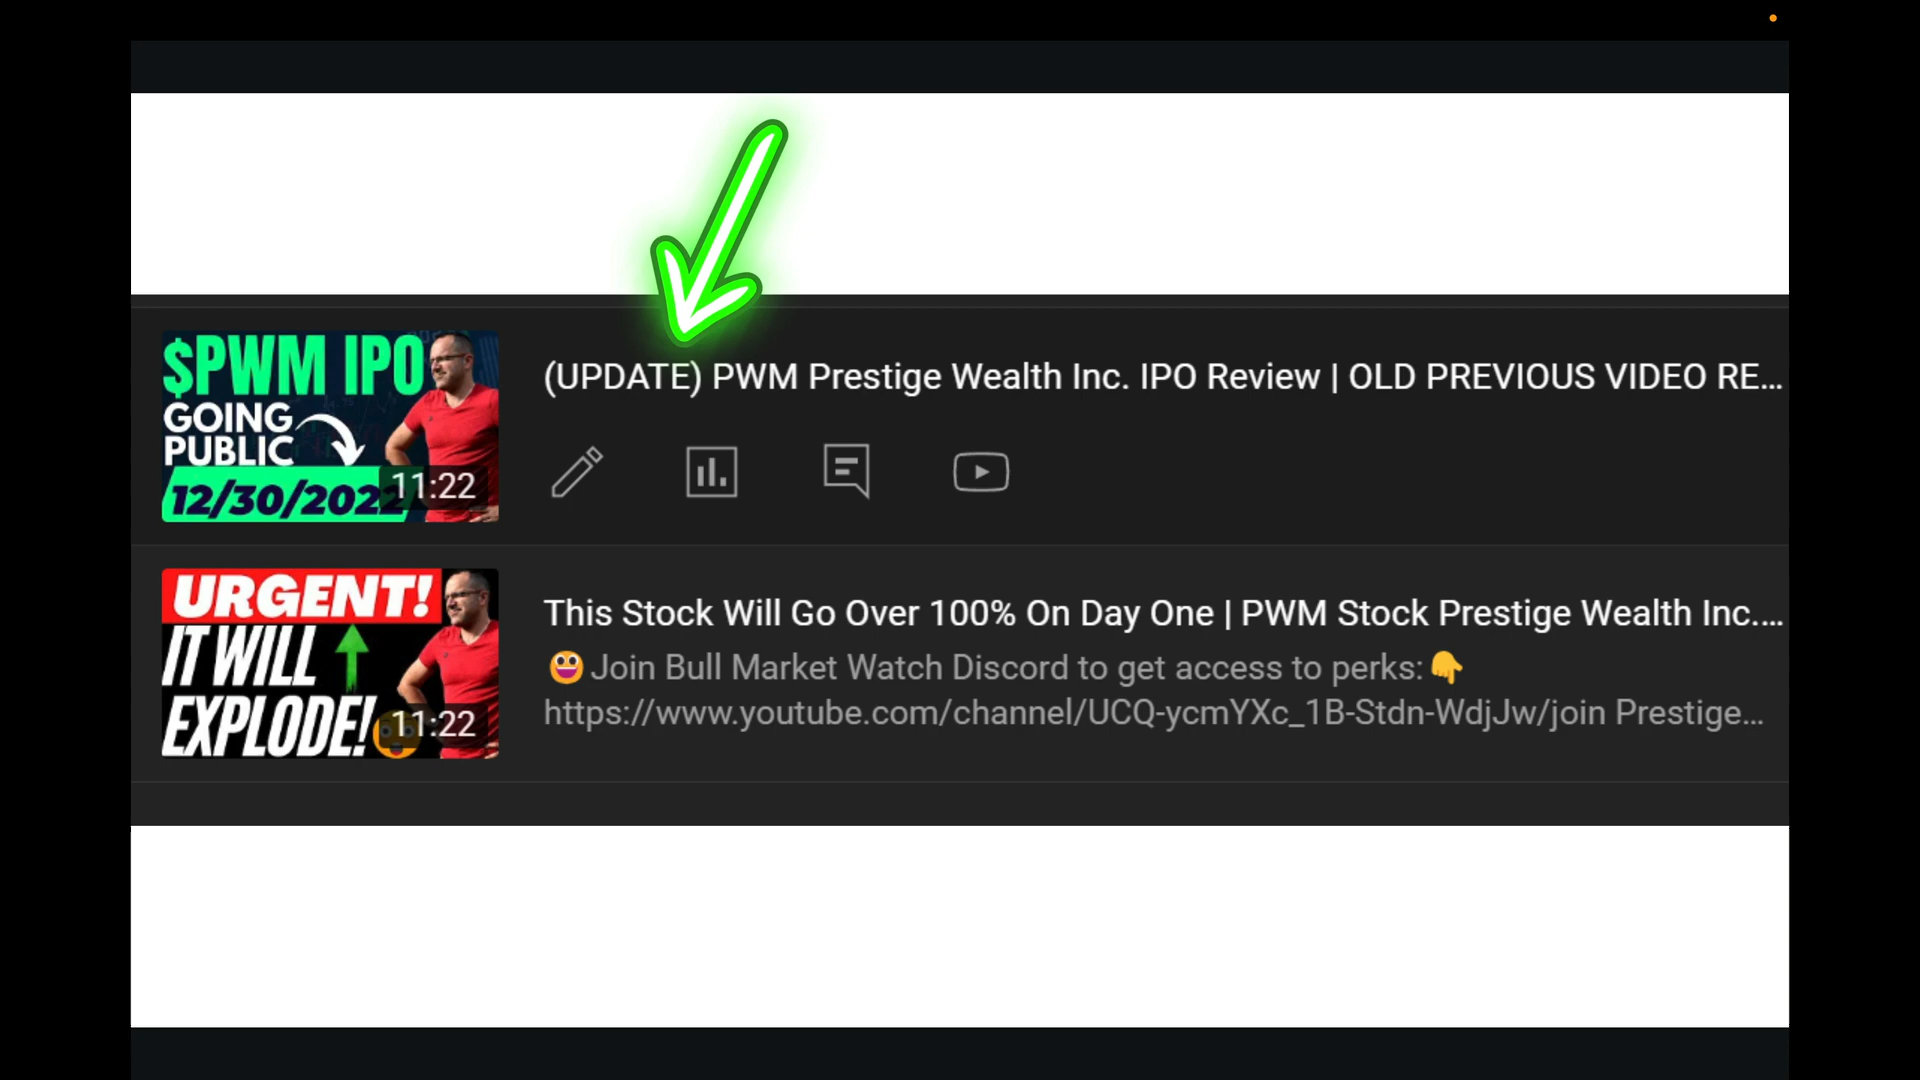 $PWM IPO
GOING
PUBLIC
12/30/2022
11:22
(UPDATE) PWM Prestige Wealth Inc. IPO Review | OLD PREVIOUS VIDEO RE...
URGENT!
IT WILL
EXPLODE!
11:22
This Stock Will Go Over 100% On Day One | PWM Stock Prestige Wealth Inc....
😀Join Bull Market Watch Discord to get access to perks:👇
https://www.youtube.com/channel/UCQ-ycmYXc_1B-Stdn-WdjJw/join Prestige...